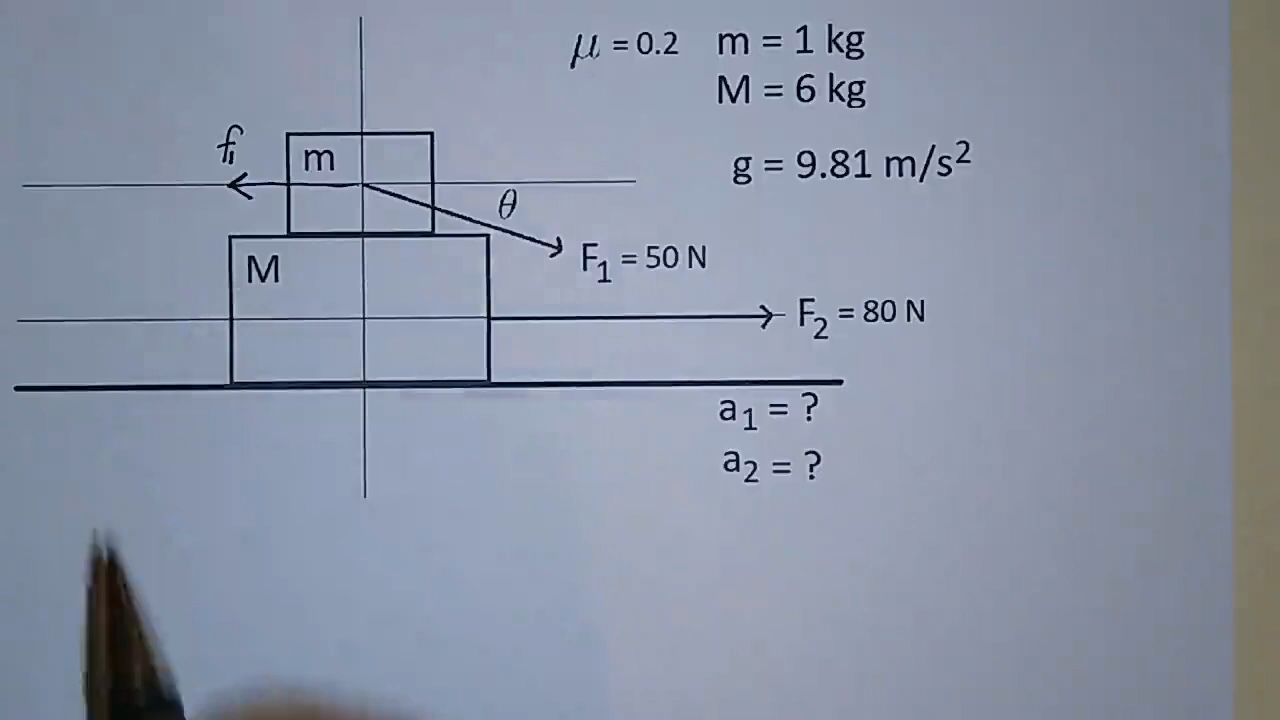 μ = 0.2 m = 1 kg
M = 6 kg
f₁
m
g = 9.81 m/s²
θ
F₁ = 50 N
M
F₂ = 80 N
a₁ = ?
a₂ = ?